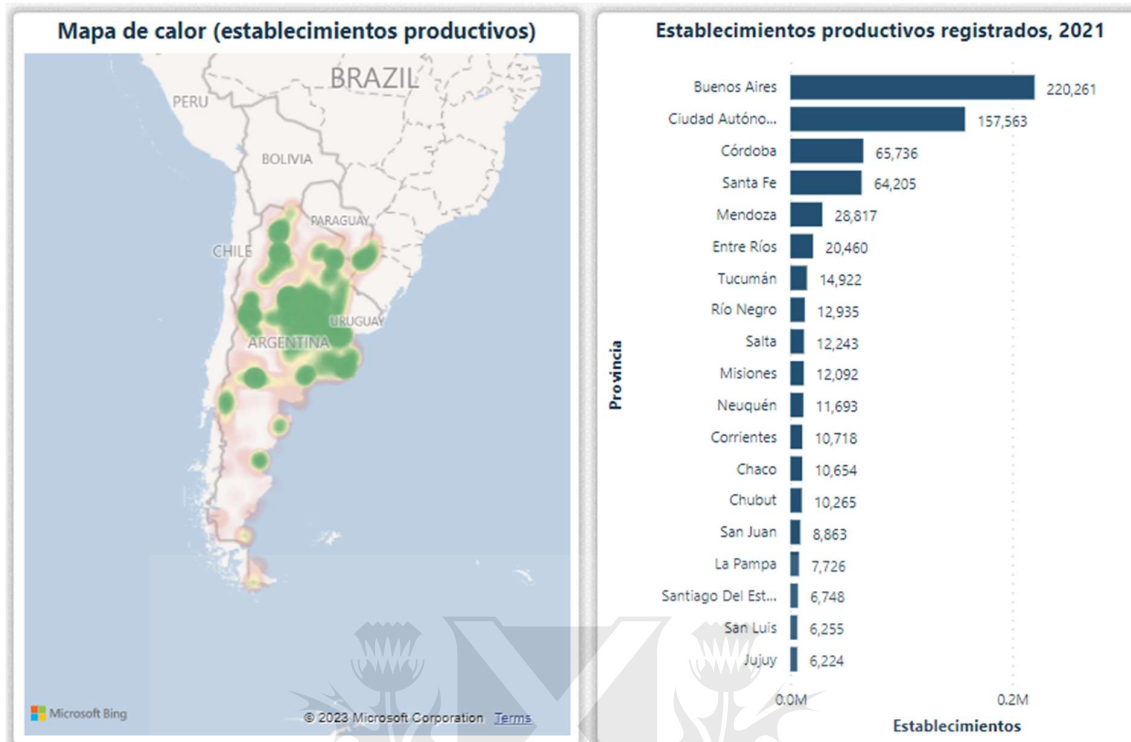 Mapa de calor (establecimientos productivos)
BRAZIL
PERU
BOLIVIA
PARAGUAY
CHILE
URUGUAY
ARGENTINA
Microsoft Bing
© 2023 Microsoft Corporation Terms
Establecimientos productivos registrados, 2021
Provincia
Buenos Aires 220,261
Ciudad Autóno... 157,563
Córdoba 65,736
Santa Fe 64,205
Mendoza 28,817
Entre Ríos 20,460
Tucumán 14,922
Río Negro 12,935
Salta 12,243
Misiones 12,092
Neuquén 11,693
Corrientes 10,718
Chaco 10,654
Chubut 10,265
San Juan 8,863
La Pampa 7,726
Santiago Del Est... 6,748
San Luis 6,255
Jujuy 6,224
0.0M 0.2M
Establecimientos